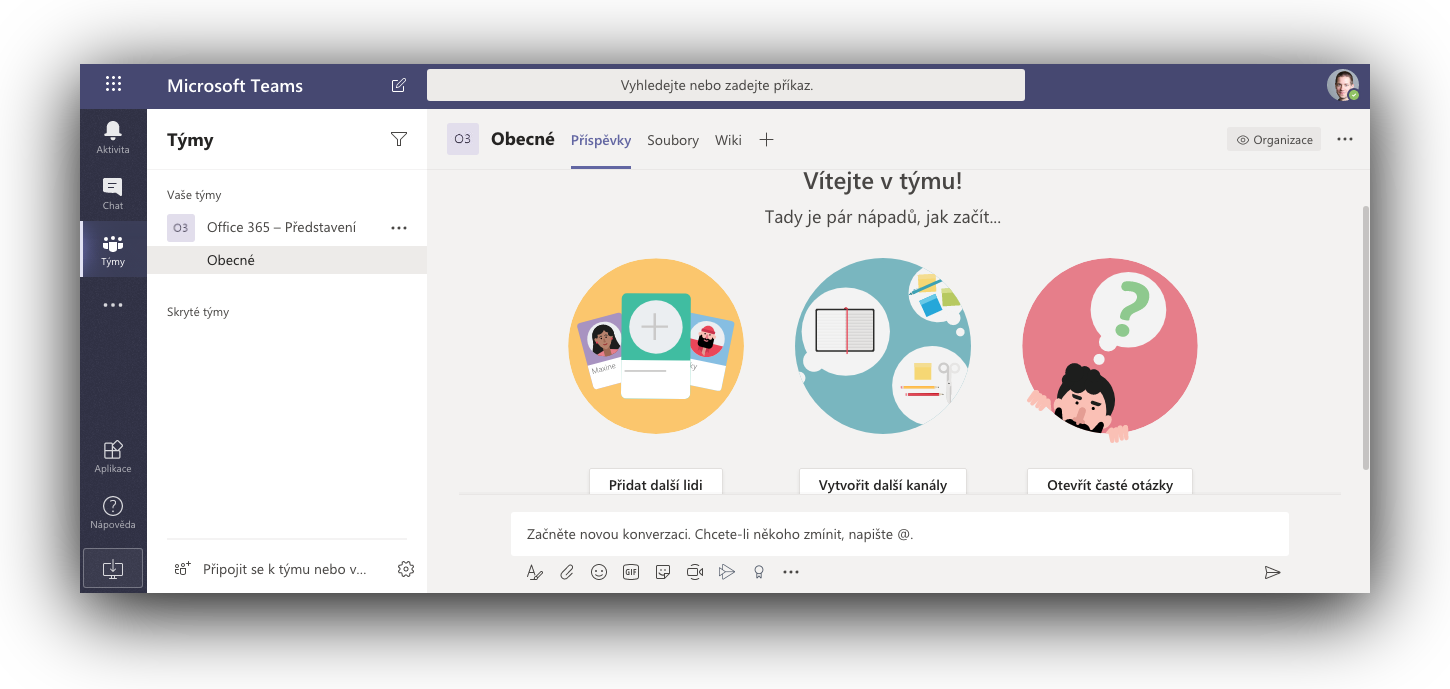 Microsoft Teams
Vyhledejte nebo zadejte příkaz.
Aktivita
Chat
Týmy
Aplikace
Nápověda
Týmy
Vaše týmy
O3 Office 365 – Představení
Obecné
Skryté týmy
Připojit se k týmu nebo v...
O3 Obecné Příspěvky Soubory Wiki
Organizace
Vítejte v týmu!
Tady je pár nápadů, jak začít...
Maxine
?
Přidat další lidi
Vytvořit další kanály
Otevřít časté otázky
Začněte novou konverzaci. Chcete-li někoho zmínit, napište @.
GIF